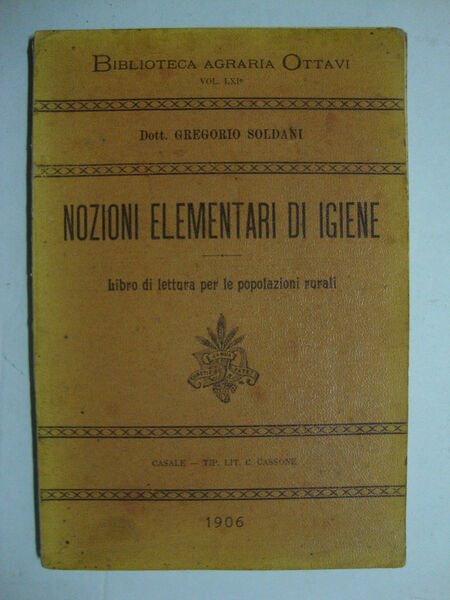 BIBLIOTECA AGRARIA OTTAVI
VOL. LXIº
Dott. GREGORIO SOLDANI
NOZIONI ELEMENTARI DI IGIENE
Libro di lettura per le popolazioni rurali
CASALE — TIP. LIT. C. CASSONE
1906